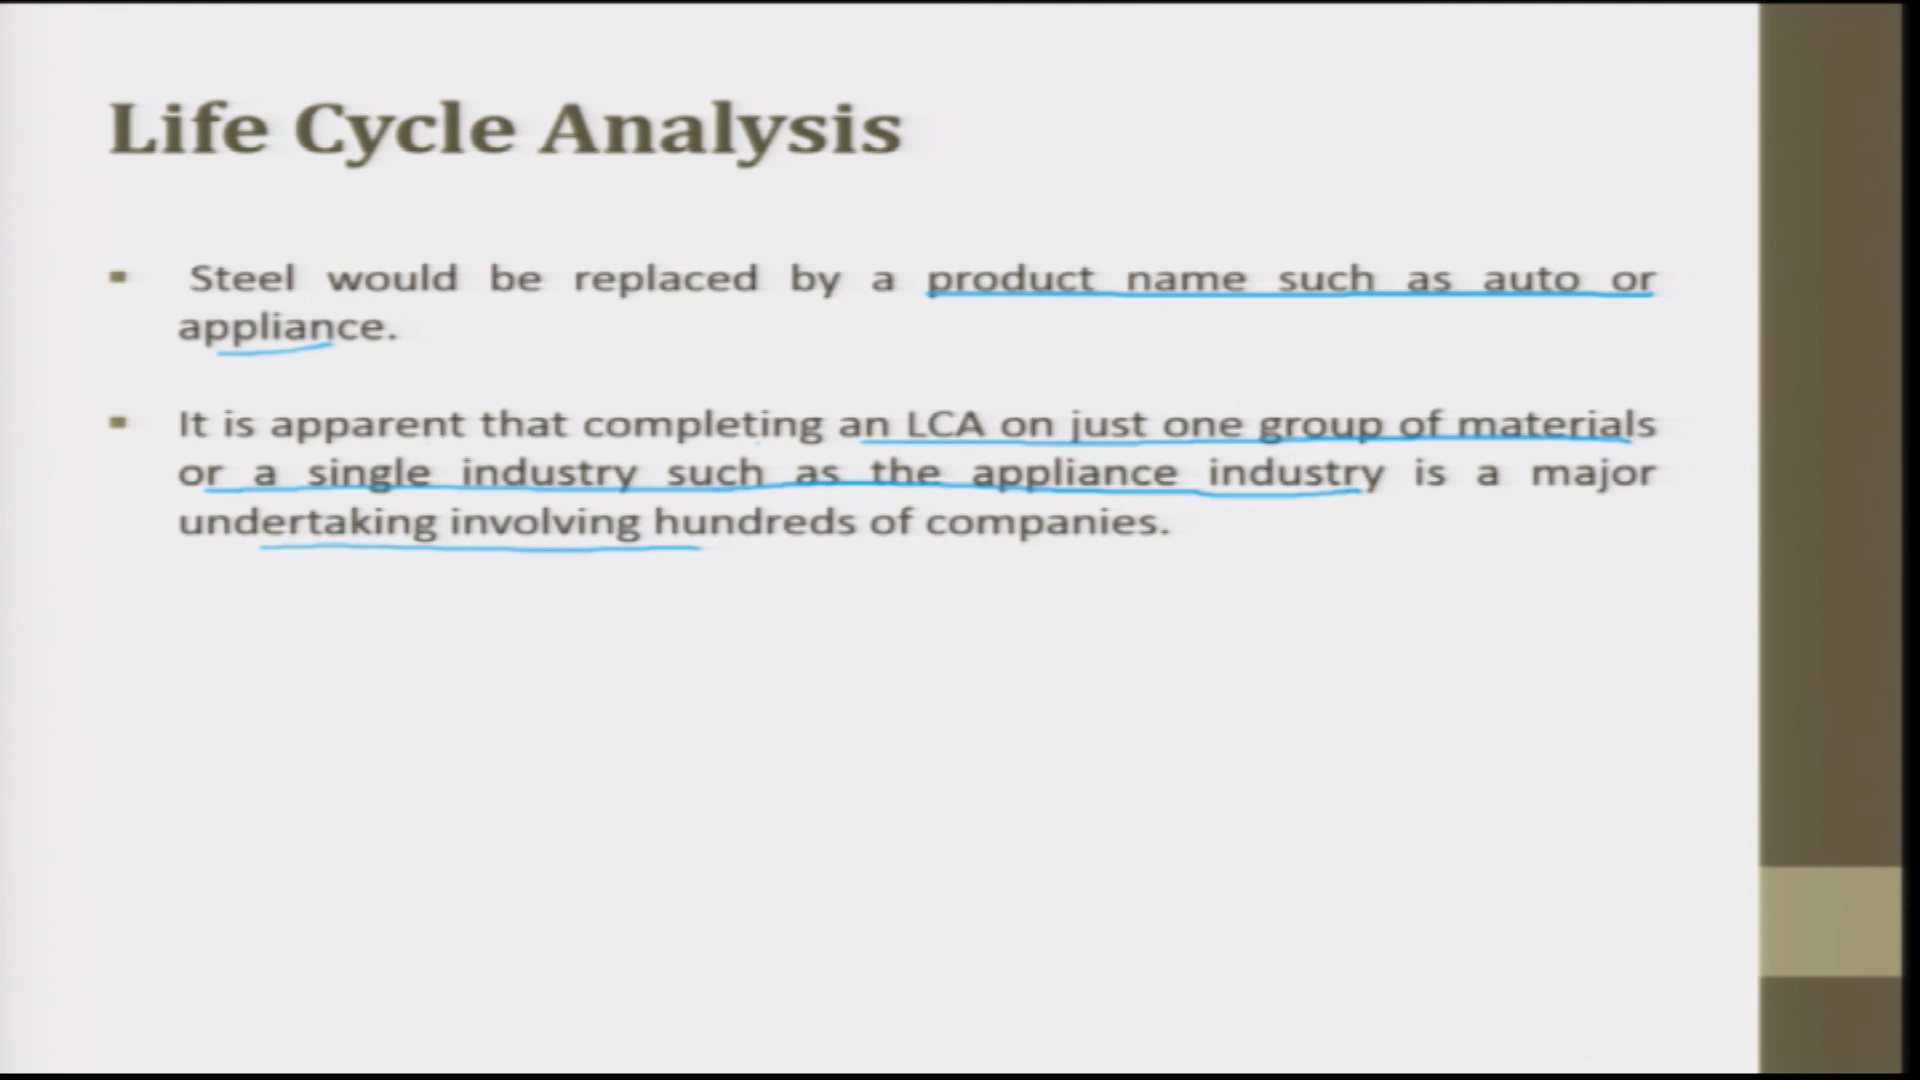 Life Cycle Analysis
Steel would be replaced by a product name such as auto or
appliance.
It is apparent that completing an LCA on just one group of materials
or a single industry such as the appliance industry is a major
undertaking involving hundreds of companies.